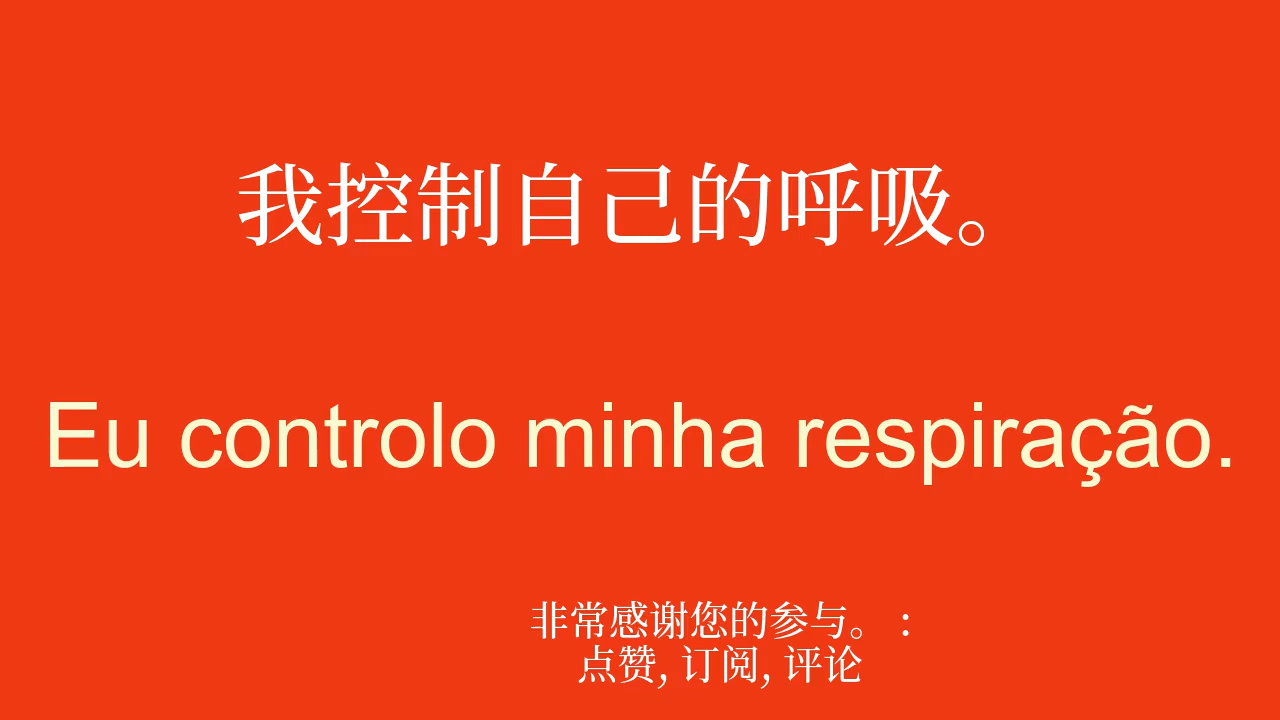 我控制自己的呼吸。
Eu controlo minha respiração.
非常感谢您的参与。 :
点赞, 订阅, 评论